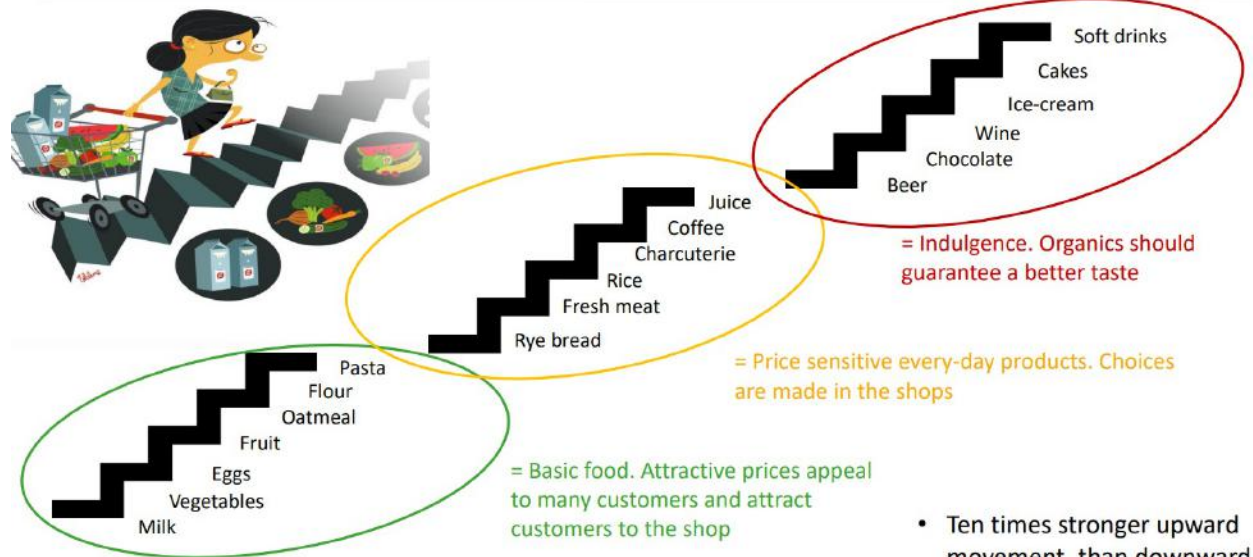 Soft drinks
Cakes
Ice-cream
Wine
Chocolate
Beer
= Indulgence. Organics should
guarantee a better taste
Juice
Coffee
Charcuterie
Rice
Fresh meat
Rye bread
= Price sensitive every-day products. Choices
are made in the shops
Pasta
Flour
Oatmeal
Fruit
Eggs
Vegetables
Milk
= Basic food. Attractive prices appeal
to many customers and attract
customers to the shop
• Ten times stronger upward
movement than downward